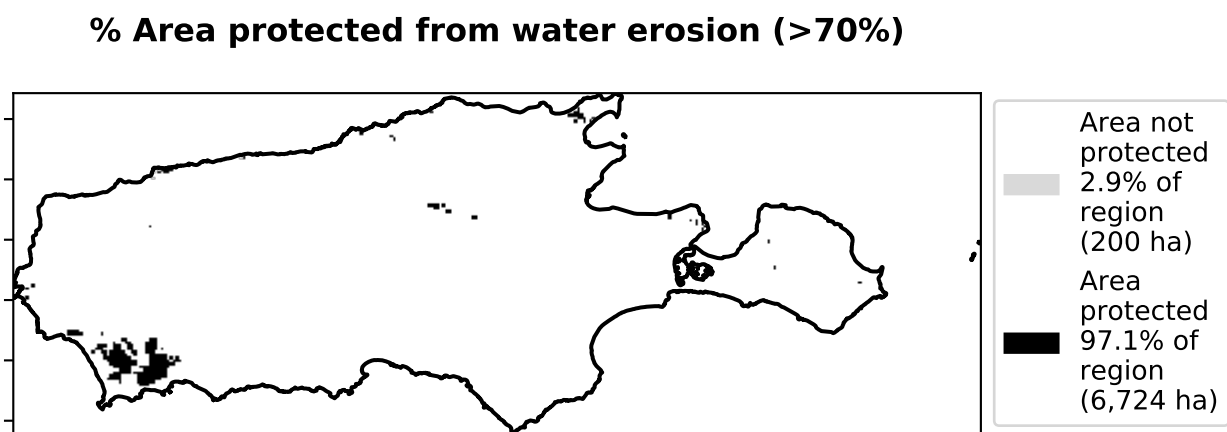 % Area protected from water erosion (>70%)
Area not
protected
2.9% of
region
(200 ha)
Area
protected
97.1% of
region
(6,724 ha)